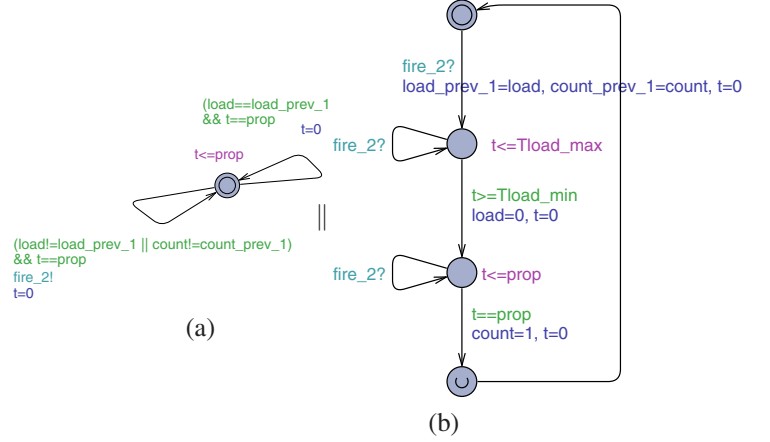 (load==load_prev_1
&& t==prop
t=0
t<=prop
(load!=load_prev_1 || count!=count_prev_1)
&& t==prop
fire_2!
t=0
(a)
||
fire_2?
load_prev_1=load, count_prev_1=count, t=0
fire_2?
t<=Tload_max
t>=Tload_min
load=0, t=0
fire_2?
t<=prop
t==prop
count=1, t=0
(b)